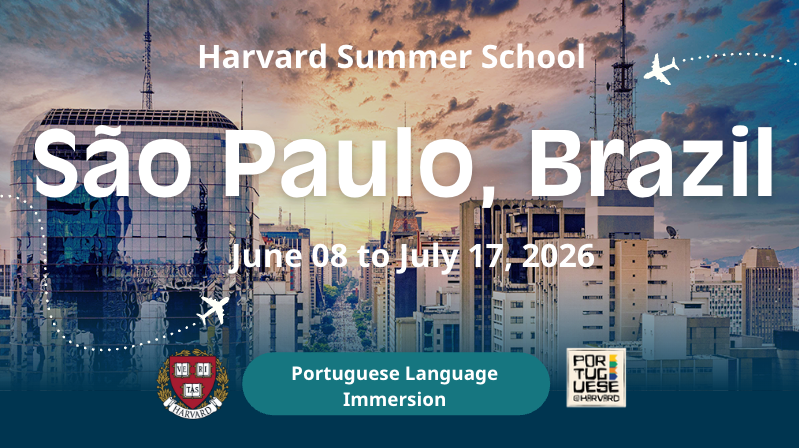 Harvard Summer School
São Paulo, Brazil
June 08 to July 17, 2026
VE RI
TAS
HARVARD
Portuguese Language
Immersion
POR
TUG
UESE
@HARVARD